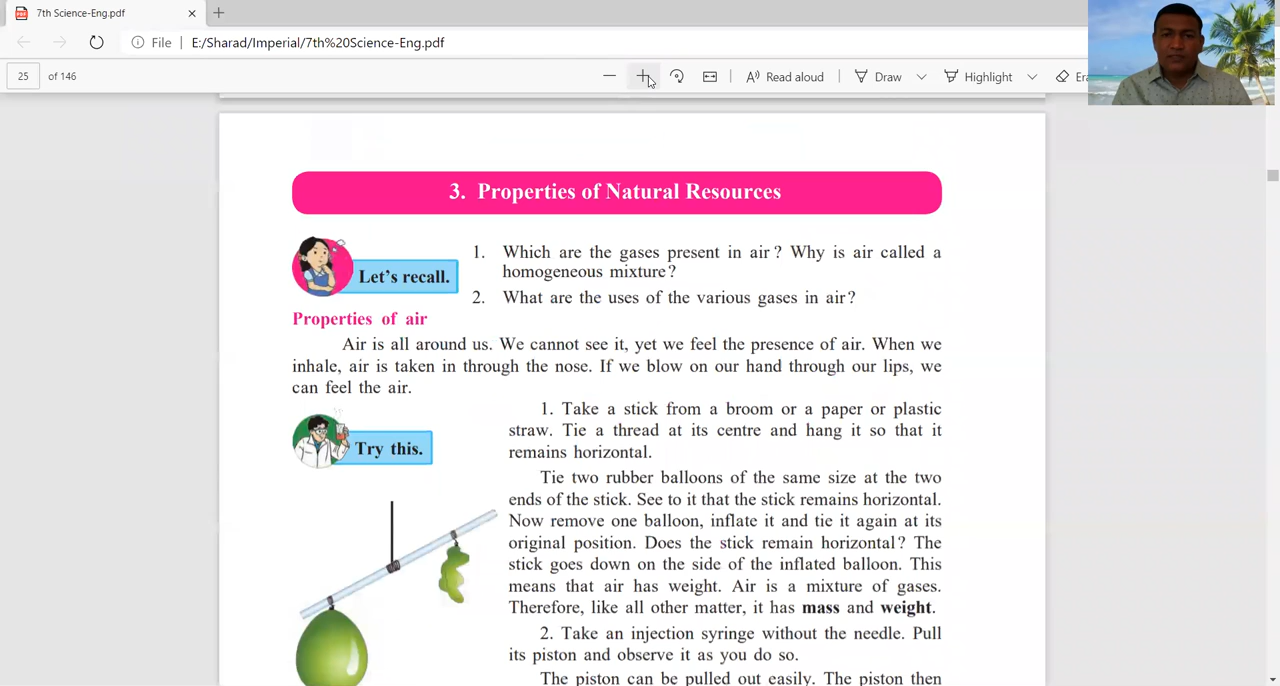 7th Science-Eng.pdf
File | E:/Sharad/Imperial/7th%20Science-Eng.pdf
25 of 146
Read aloud
Draw
Highlight
3. Properties of Natural Resources
Let's recall.
1. Which are the gases present in air ? Why is air called a
homogeneous mixture ?
2. What are the uses of the various gases in air ?
Properties of air
Air is all around us. We cannot see it, yet we feel the presence of air. When we
inhale, air is taken in through the nose. If we blow on our hand through our lips, we
can feel the air.
Try this.
1. Take a stick from a broom or a paper or plastic
straw. Tie a thread at its centre and hang it so that it
remains horizontal.
Tie two rubber balloons of the same size at the two
ends of the stick. See to it that the stick remains horizontal.
Now remove one balloon, inflate it and tie it again at its
original position. Does the stick remain horizontal ? The
stick goes down on the side of the inflated balloon. This
means that air has weight. Air is a mixture of gases.
Therefore, like all other matter, it has mass and weight.
2. Take an injection syringe without the needle. Pull
its piston and observe it as you do so.
The piston can be pulled out easily. The piston then